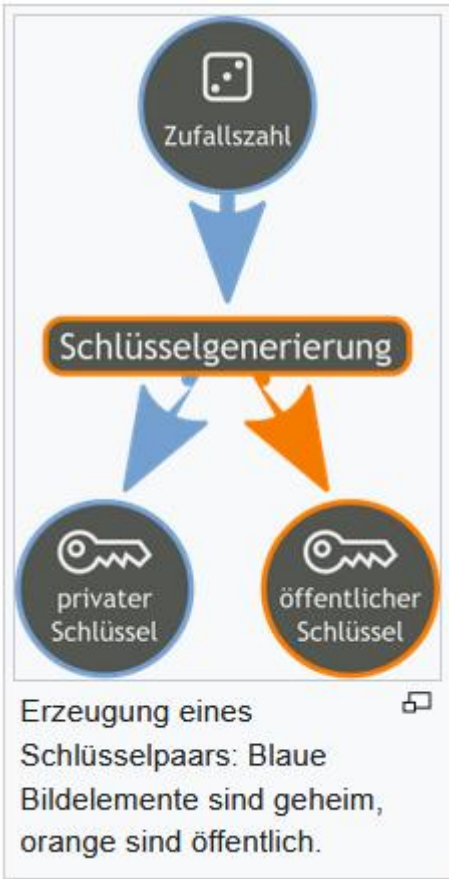 Zufallszahl
Schlüsselgenerierung
privater
Schlüssel
öffentlicher
Schlüssel
Erzeugung eines
Schlüsselpaars: Blaue
Bildelemente sind geheim,
orange sind öffentlich.